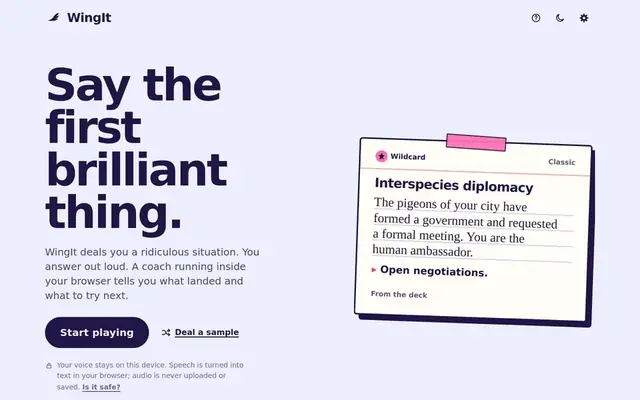 WingIt
Say the
first
brilliant
thing.
WingIt deals you a ridiculous situation. You
answer out loud. A coach running inside
your browser tells you what landed and
what to try next.
Start playing
Deal a sample
Your voice stays on this device. Speech is turned into
text in your browser; audio is never uploaded or
saved. Is it safe?
Wildcard
Classic
Interspecies diplomacy
The pigeons of your city have
formed a government and requested
a formal meeting. You are the
human ambassador.
Open negotiations.
From the deck